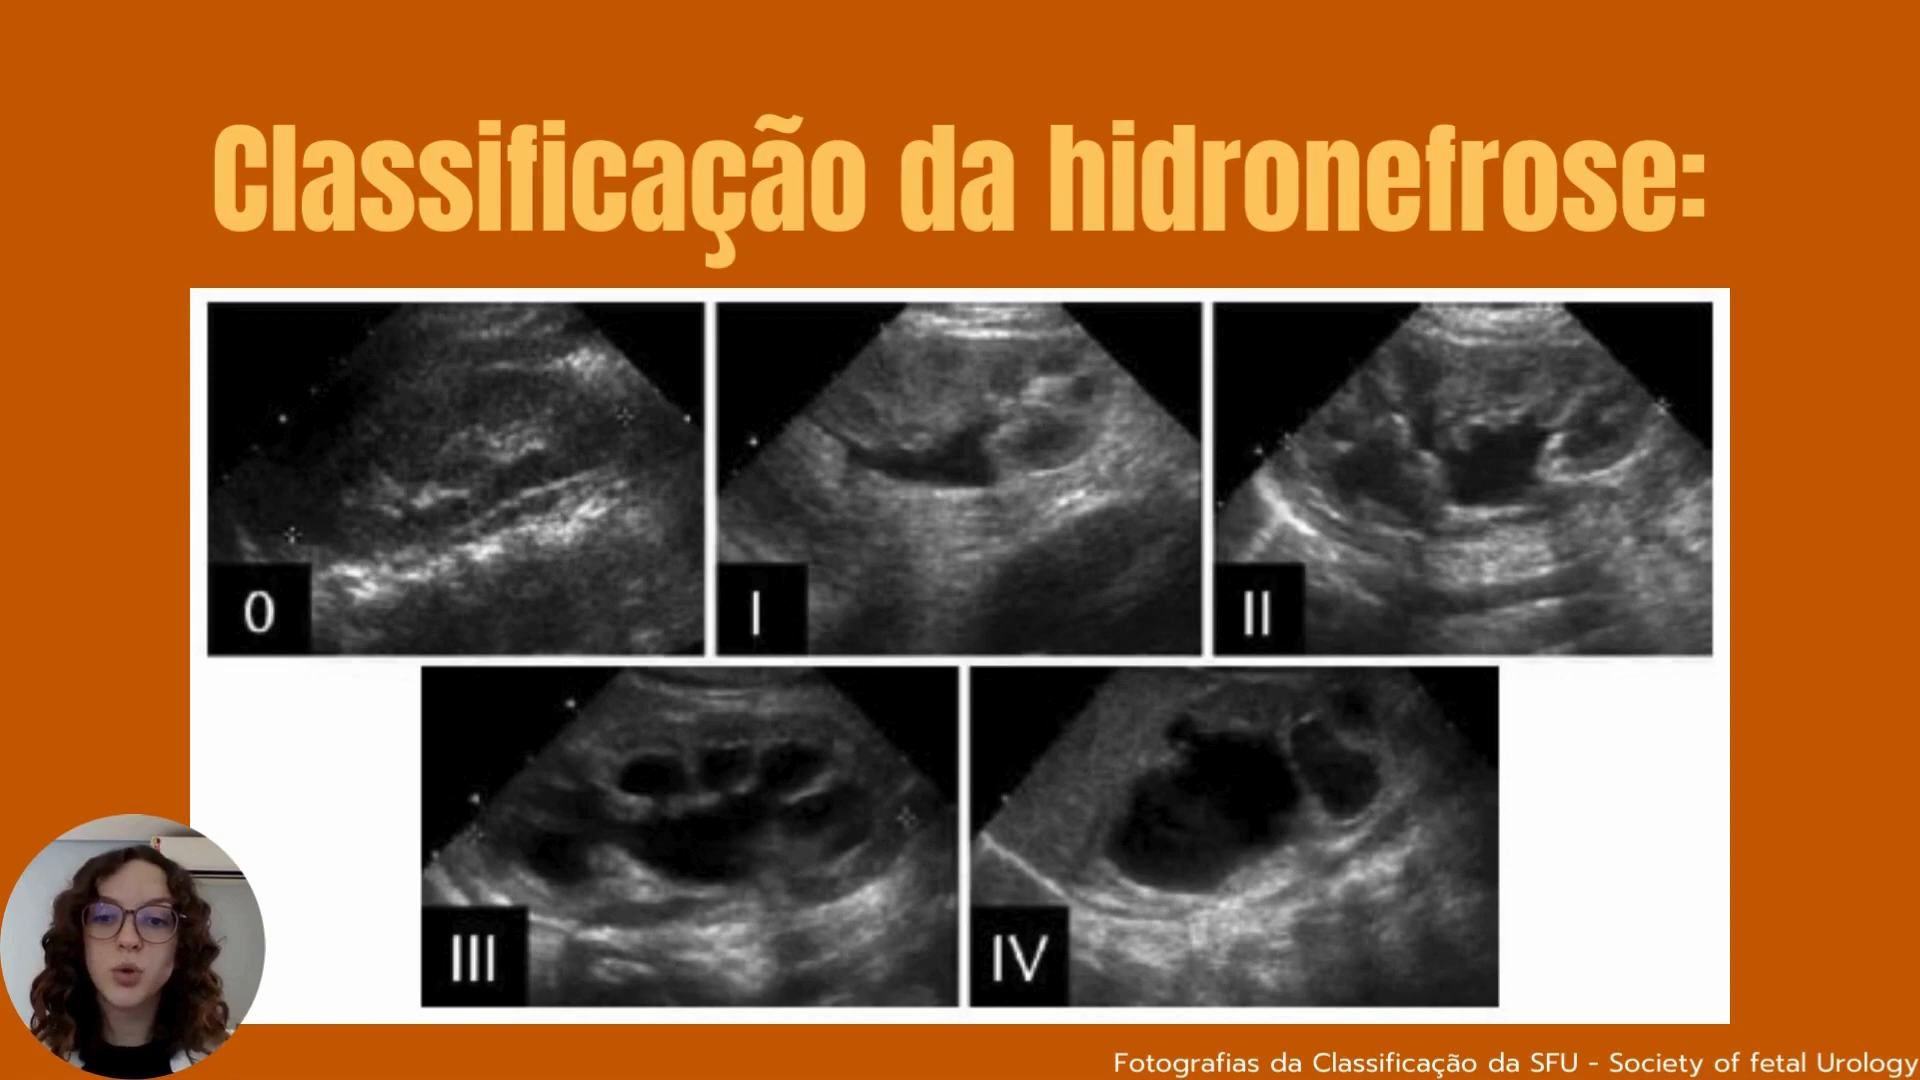 Classificação da hidronefrose:
0
I
II
III
IV
Fotografias da Classificação da SFU - Society of fetal Urology